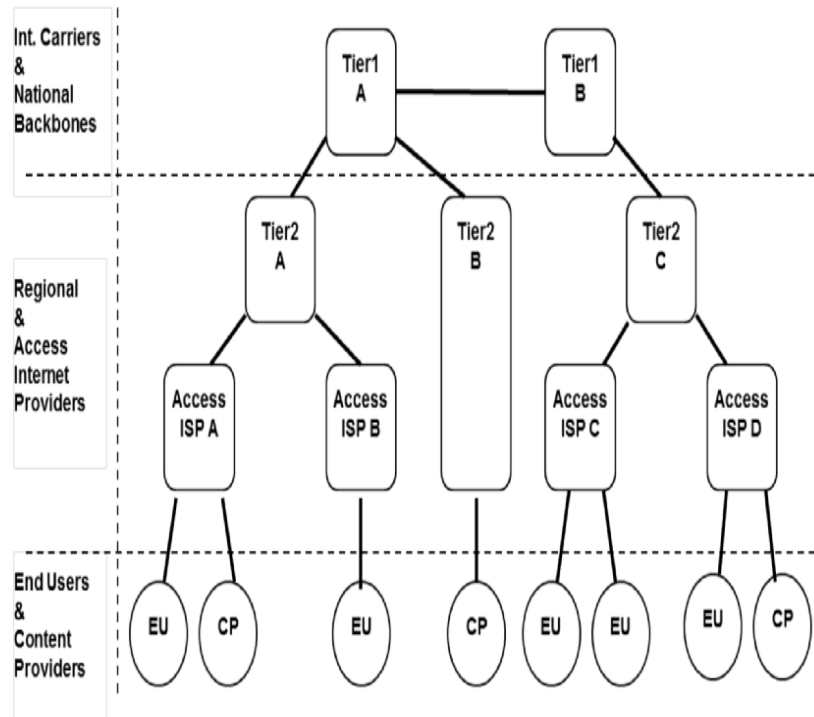 Int. Carriers
&
National
Backbones
Tier1
A
Tier1
B
Regional
&
Access
Internet
Providers
Tier2
A
Tier2
B
Tier2
C
Access
ISP A
Access
ISP B
Access
ISP C
Access
ISP D
End Users
&
Content
Providers
EU
CP
EU
CP
EU
EU
EU
CP